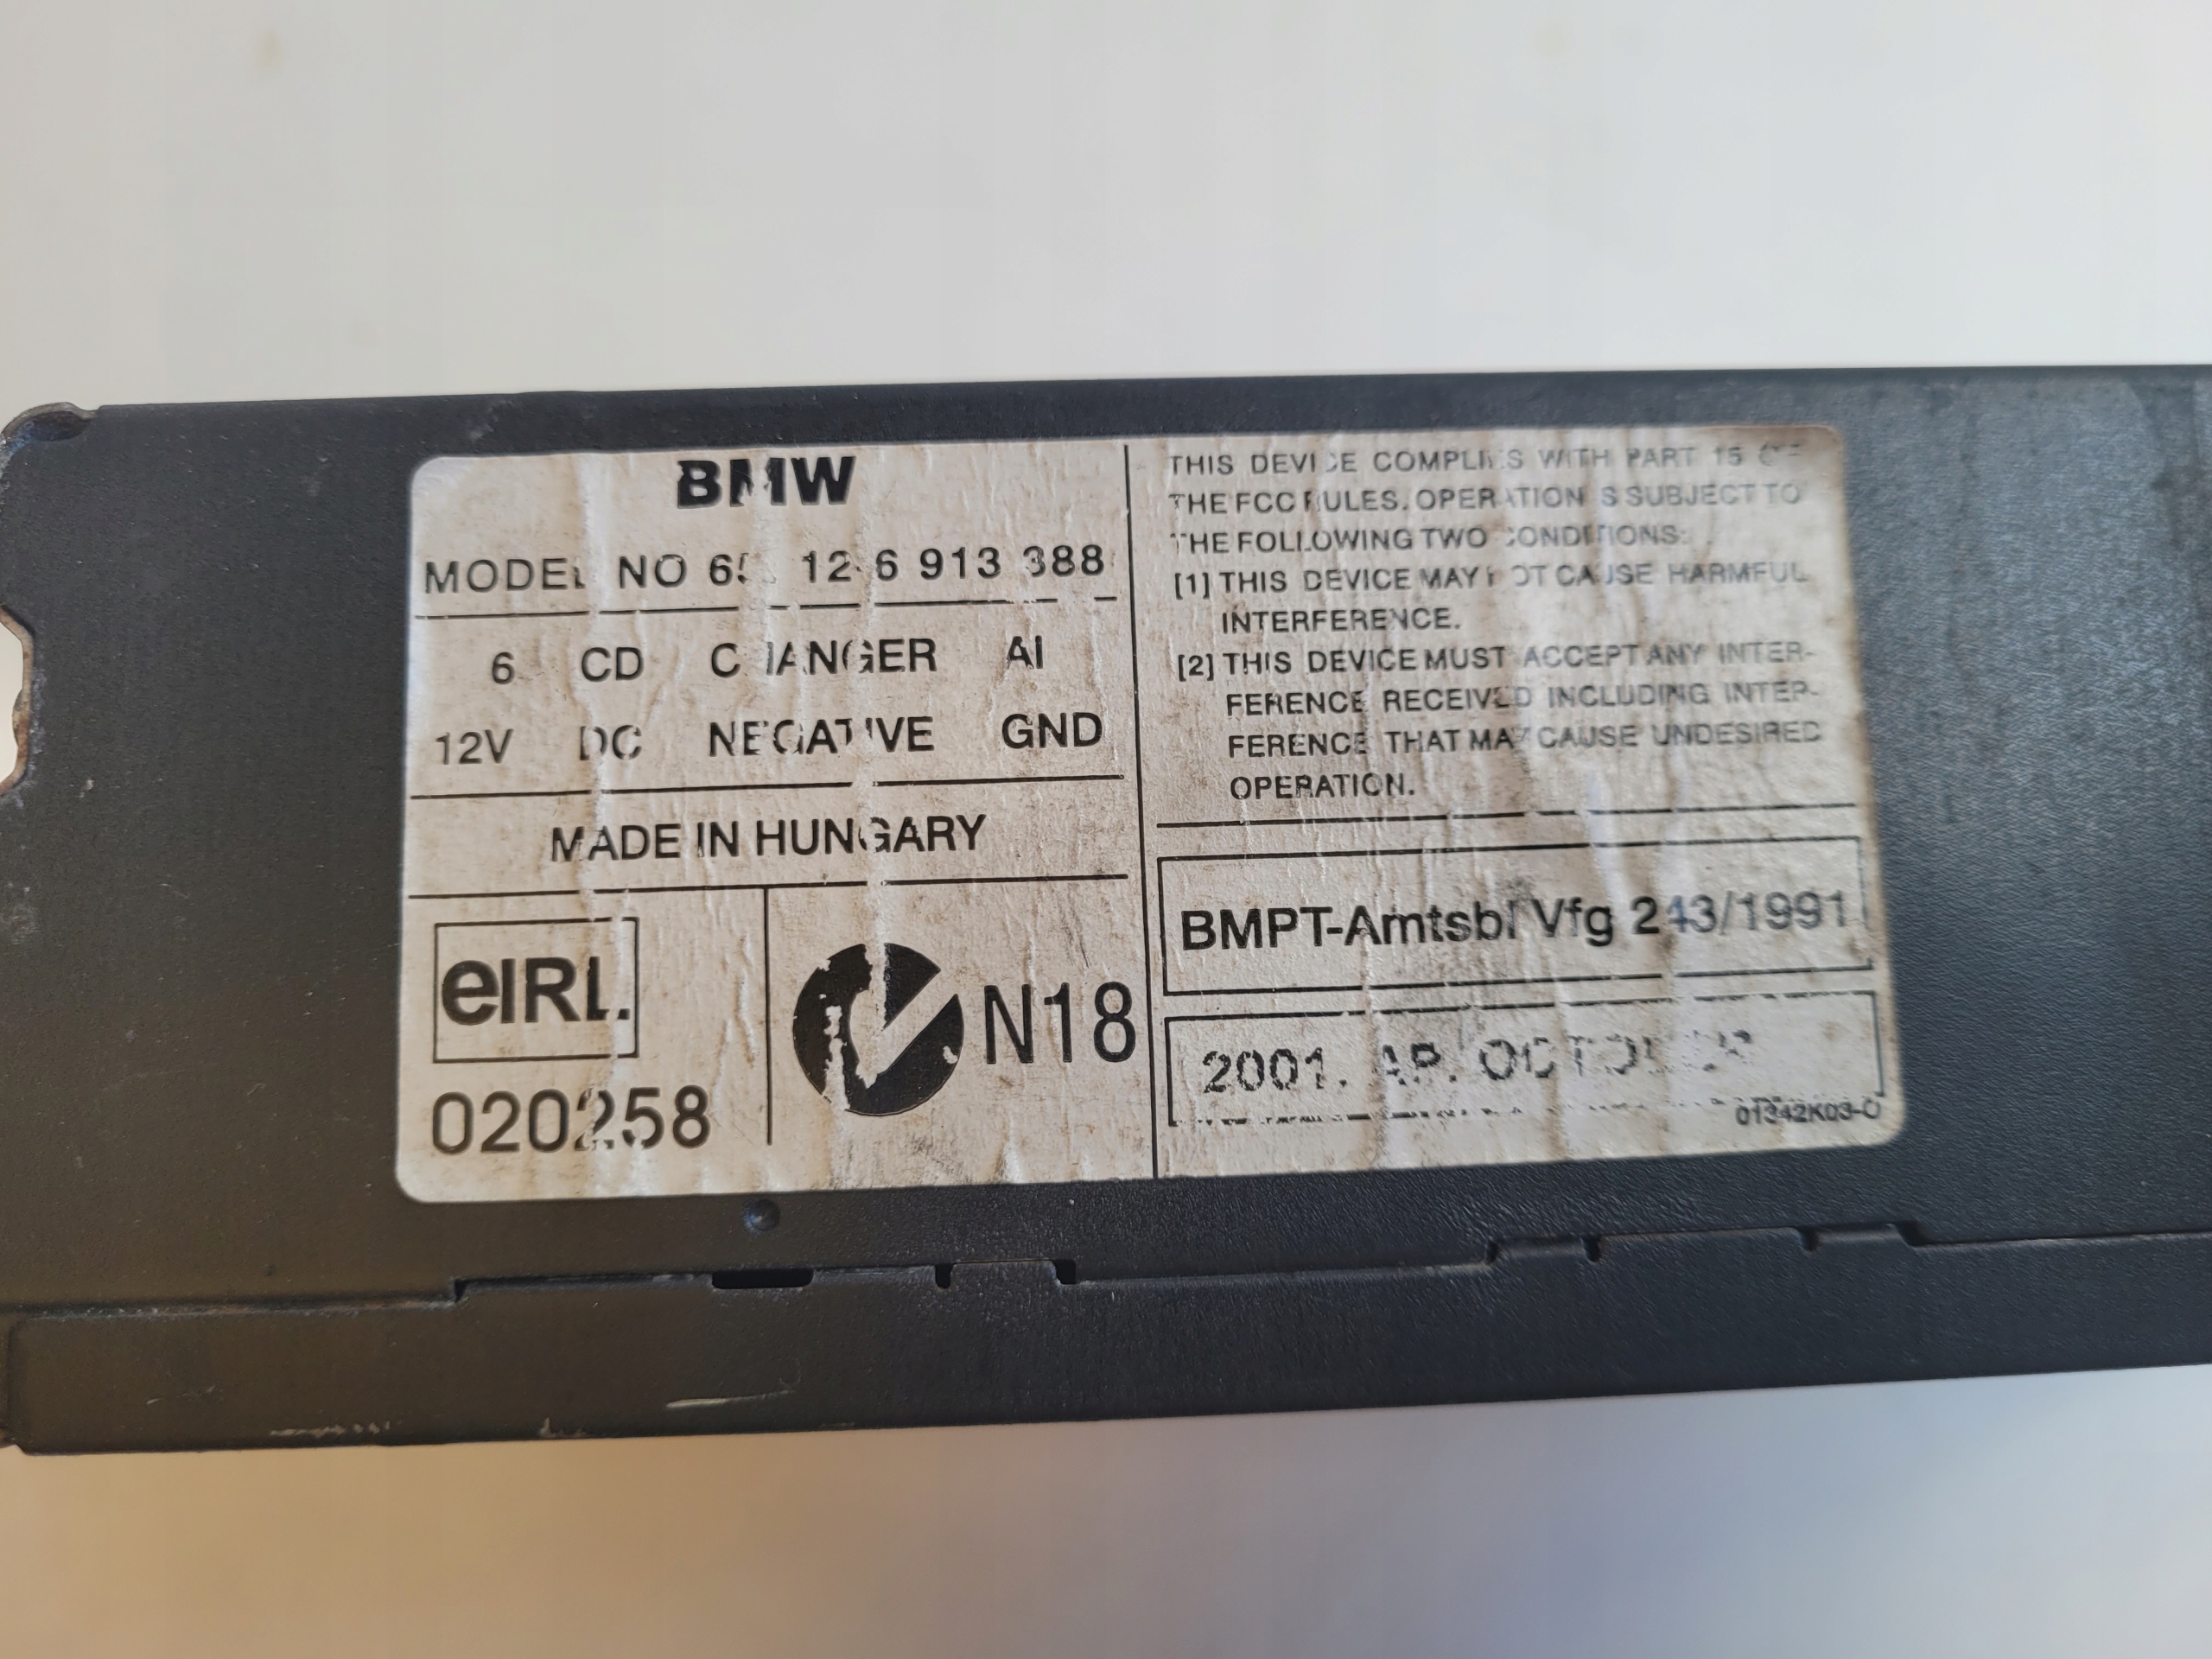 BMW
MODEL NO 65 12-6 913 388
6 CD CHANGER AI
12V DC NEGATIVE GND
MADE IN HUNGARY
eIRL.
020258
N18
THIS DEVICE COMPLIES WITH PART 15 OF
THE FCC RULES. OPERATION IS SUBJECT TO
THE FOLLOWING TWO CONDITIONS:
[1] THIS DEVICE MAY NOT CAUSE HARMFUL
INTERFERENCE.
[2] THIS DEVICE MUST ACCEPT ANY INTER-
FERENCE RECEIVED INCLUDING INTER-
FERENCE THAT MAY CAUSE UNDESIRED
OPERATION.
BMPT-Amtsbl Vfg 243/1991
2001. OCTOBER
01342K03-0